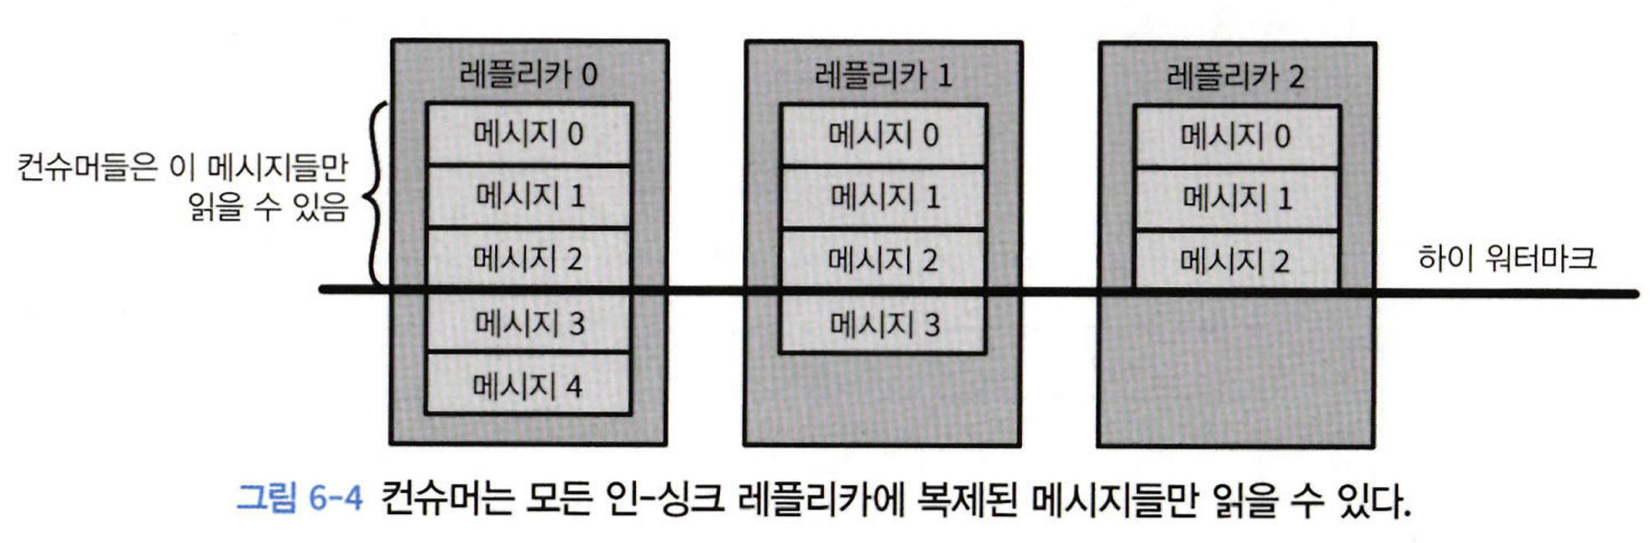 레플리카 0
메시지 0
메시지 1
메시지 2
메시지 3
메시지 4
레플리카 1
메시지 0
메시지 1
메시지 2
메시지 3
레플리카 2
메시지 0
메시지 1
메시지 2
컨슈머들은 이 메시지들만
읽을 수 있음
하이 워터마크
그림 6-4 컨슈머는 모든 인-싱크 레플리카에 복제된 메시지들만 읽을 수 있다.